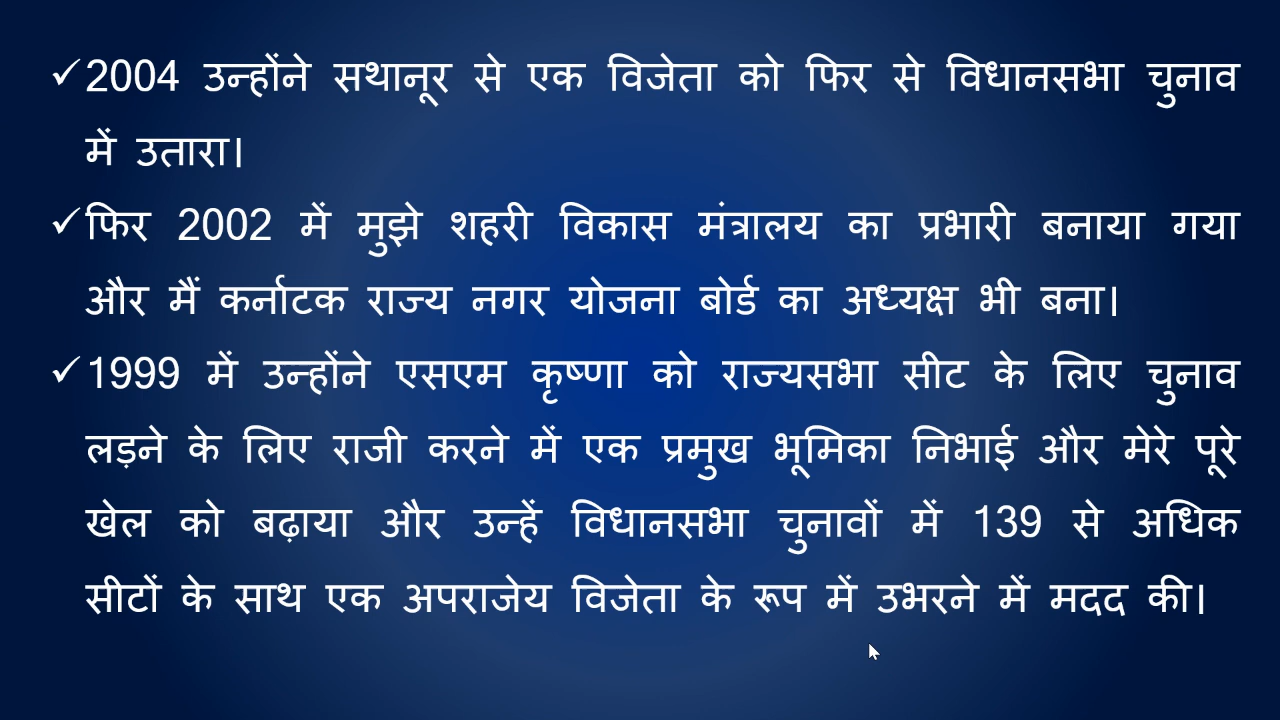 ✓2004 उन्होंने सथानूर से एक विजेता को फिर से विधानसभा चुनाव
में उतारा।
✓फिर 2002 में मुझे शहरी विकास मंत्रालय का प्रभारी बनाया गया
और मैं कर्नाटक राज्य नगर योजना बोर्ड का अध्यक्ष भी बना।
✓1999 में उन्होंने एसएम कृष्णा को राज्यसभा सीट के लिए चुनाव
लड़ने के लिए राजी करने में एक प्रमुख भूमिका निभाई और मेरे पूरे
खेल को बढ़ाया और उन्हें विधानसभा चुनावों में 139 से अधिक
सीटों के साथ एक अपराजेय विजेता के रूप में उभरने में मदद की।